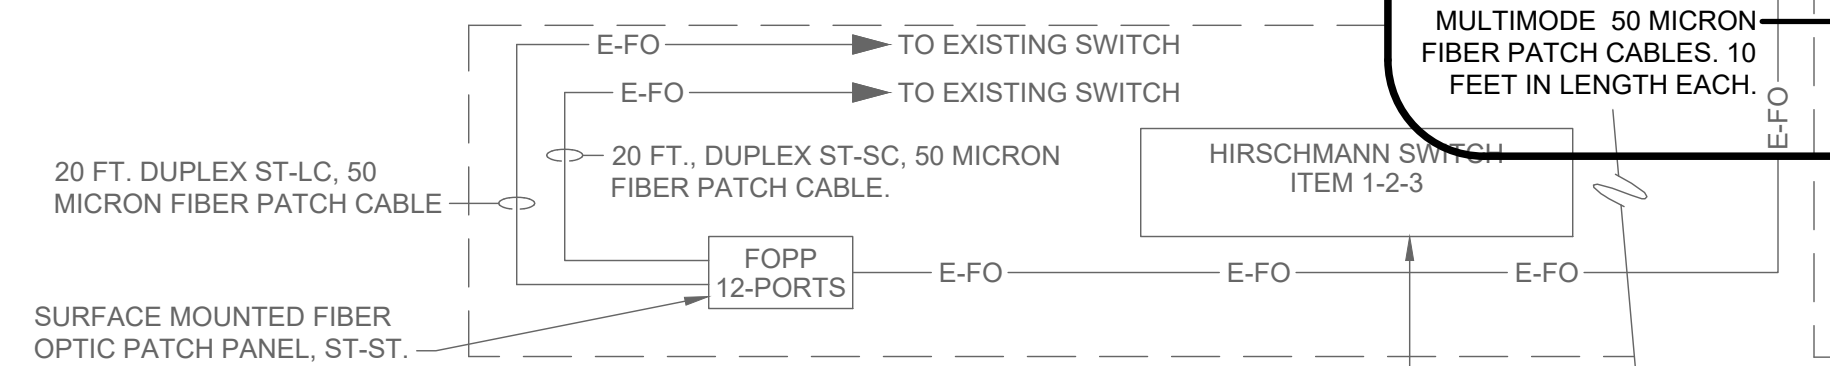 MULTIMODE 50 MICRON
FIBER PATCH CABLES. 10
FEET IN LENGTH EACH.
E-FO
TO EXISTING SWITCH
E-FO
TO EXISTING SWITCH
E-FO
20 FT. DUPLEX ST-LC, 50
MICRON FIBER PATCH CABLE
20 FT., DUPLEX ST-SC, 50 MICRON
FIBER PATCH CABLE.
HIRSCHMANN SWITCH
ITEM 1-2-3
FOPP
12-PORTS
E-FO
E-FO
E-FO
SURFACE MOUNTED FIBER
OPTIC PATCH PANEL, ST-ST.